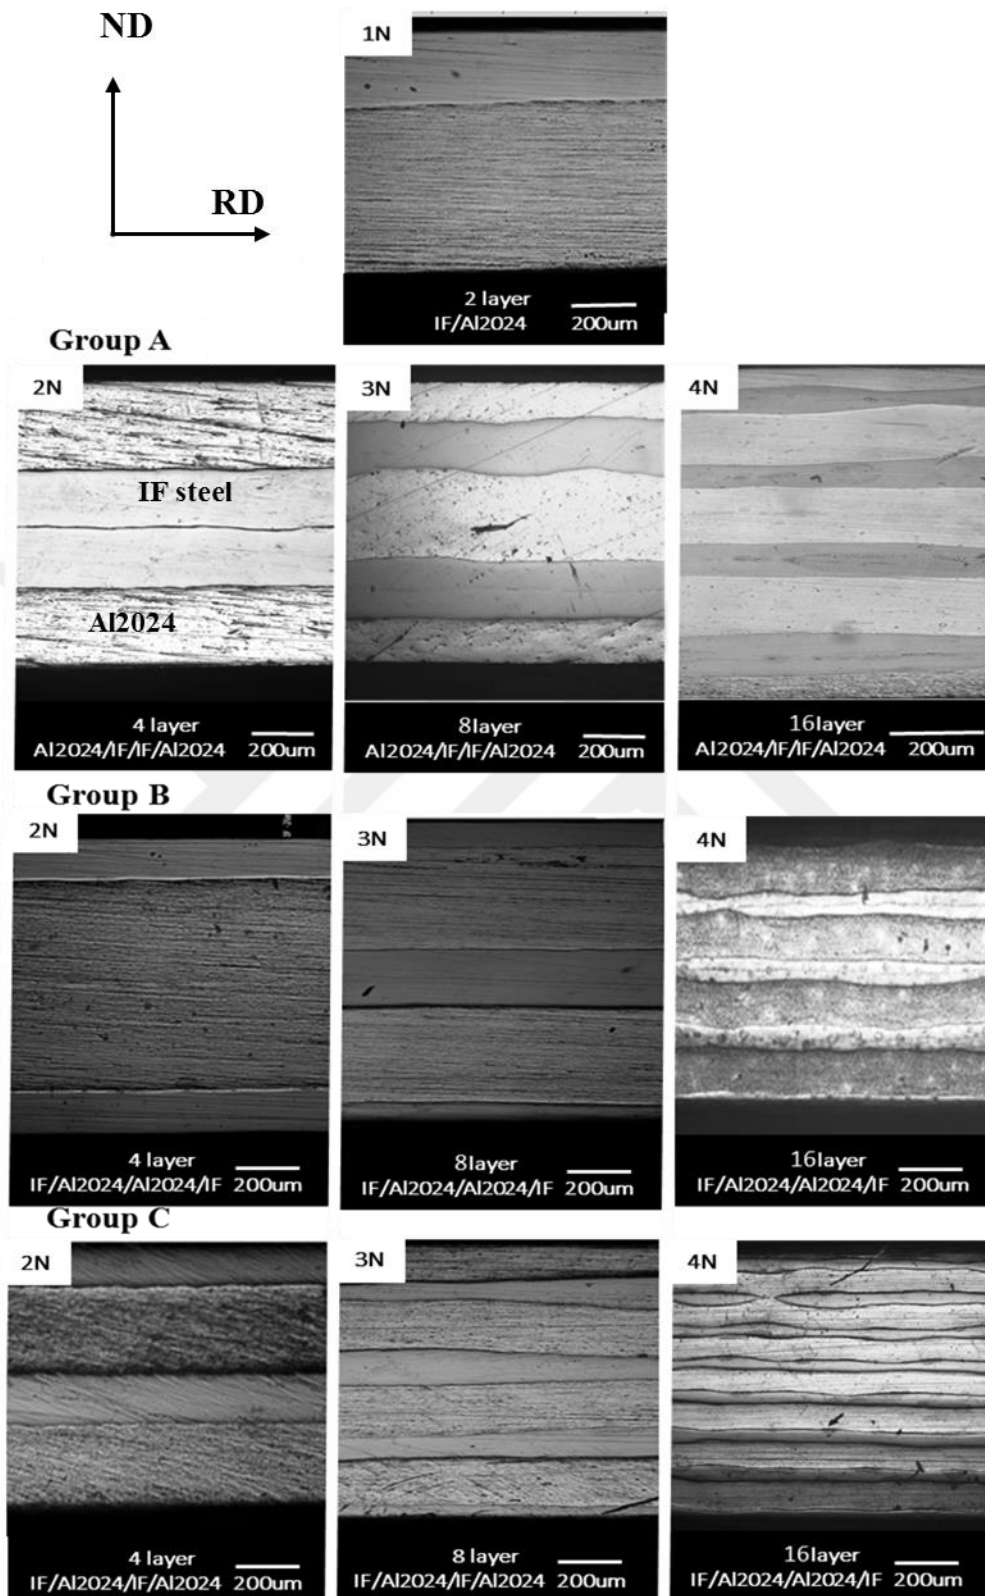 ND
RD
1N
2 layer
IF/Al2024 200um
Group A
2N
IF steel
Al2024
4 layer
Al2024/IF/IF/Al2024 200um
3N
8layer
Al2024/IF/IF/Al2024 200um
4N
16layer
Al2024/IF/IF/Al2024 200um
Group B
2N
4 layer
IF/Al2024/Al2024/IF 200um
3N
8layer
IF/Al2024/Al2024/IF 200um
4N
16layer
IF/Al2024/Al2024/IF 200um
Group C
2N
4 layer
IF/Al2024/IF/Al2024 200um
3N
8 layer
IF/Al2024/IF/Al2024 200um
4N
16layer
IF/Al2024/IF/Al2024 200um